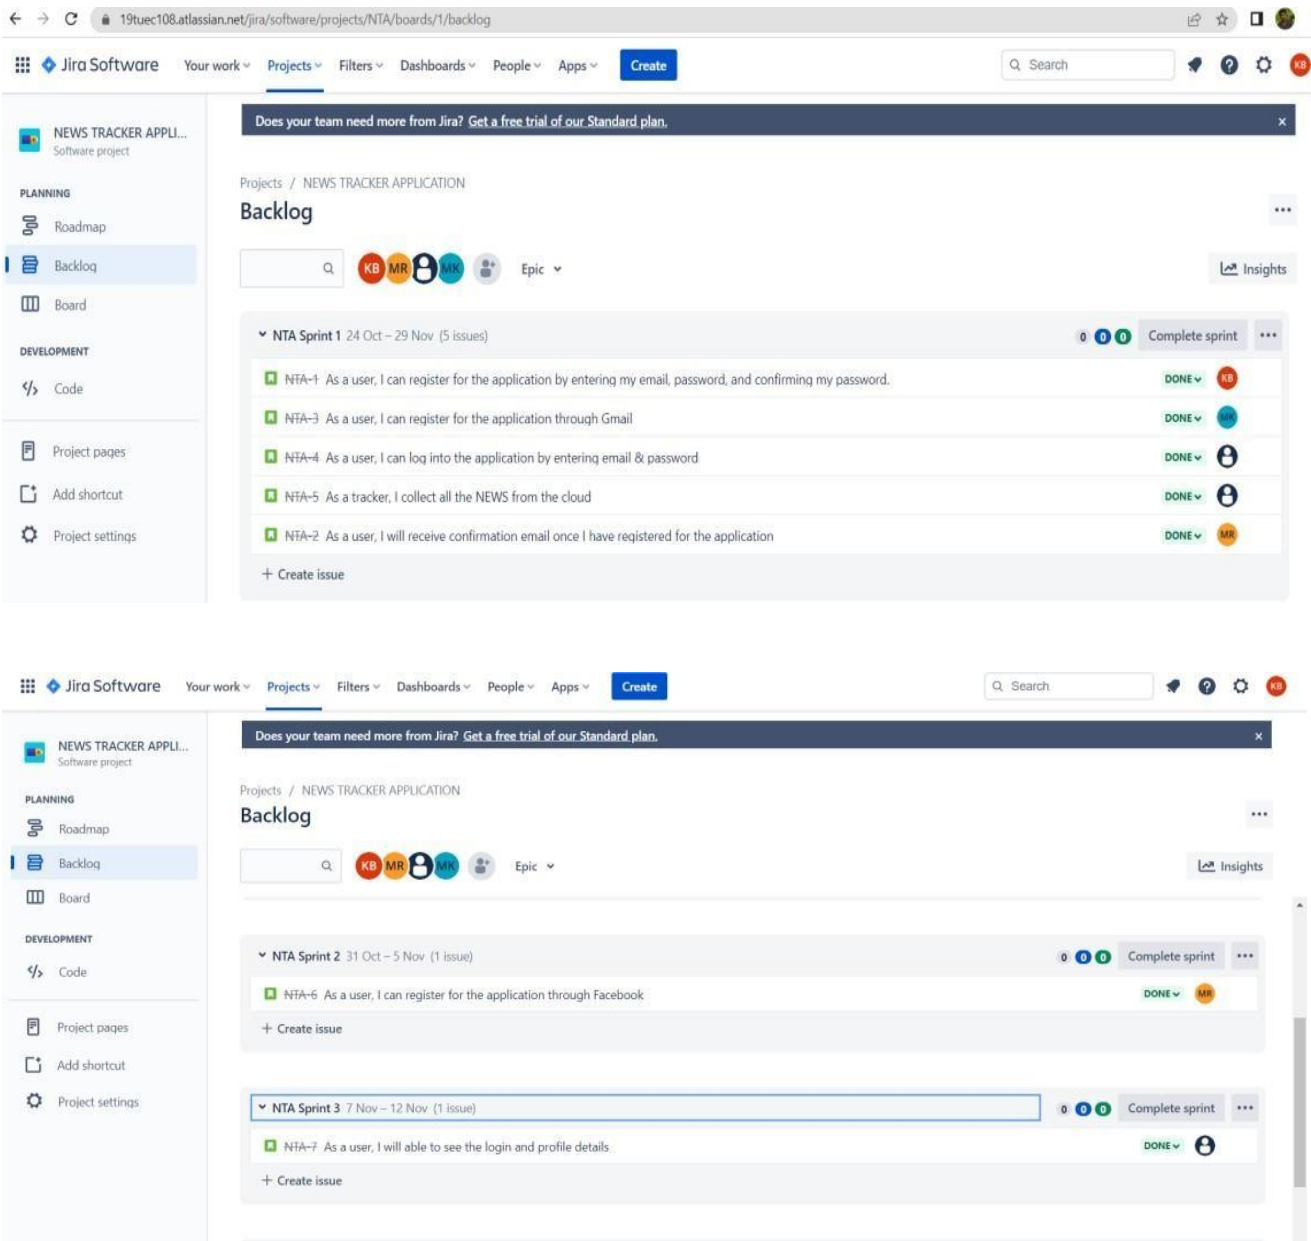 19tuec108.atlassian.net/jira/software/projects/NTA/boards/1/backlog
Jira Software Your work Projects Filters Dashboards People Apps Create Search KB
Does your team need more from Jira? Get a free trial of our Standard plan. x
NEWS TRACKER APPLI...
Software project
PLANNING
Roadmap
Backlog
Board
DEVELOPMENT
Code
Project pages
Add shortcut
Project settings
Projects / NEWS TRACKER APPLICATION
Backlog
KB MR MK Epic Insights
NTA Sprint 1 24 Oct – 29 Nov (5 issues) 0 0 0 Complete sprint
NTA-1 As a user, I can register for the application by entering my email, password, and confirming my password. DONE KB
NTA-3 As a user, I can register for the application through Gmail DONE MK
NTA-4 As a user, I can log into the application by entering email & password DONE
NTA-5 As a tracker, I collect all the NEWS from the cloud DONE
NTA-2 As a user, I will receive confirmation email once I have registered for the application DONE MR
+ Create issue
Jira Software Your work Projects Filters Dashboards People Apps Create Search KB
Does your team need more from Jira? Get a free trial of our Standard plan. x
NEWS TRACKER APPLI...
Software project
PLANNING
Roadmap
Backlog
Board
DEVELOPMENT
Code
Project pages
Add shortcut
Project settings
Projects / NEWS TRACKER APPLICATION
Backlog
KB MR MK Epic Insights
NTA Sprint 2 31 Oct – 5 Nov (1 issue) 0 0 0 Complete sprint
NTA-6 As a user, I can register for the application through Facebook DONE MR
+ Create issue
NTA Sprint 3 7 Nov – 12 Nov (1 issue) 0 0 0 Complete sprint
NTA-7 As a user, I will able to see the login and profile details DONE
+ Create issue